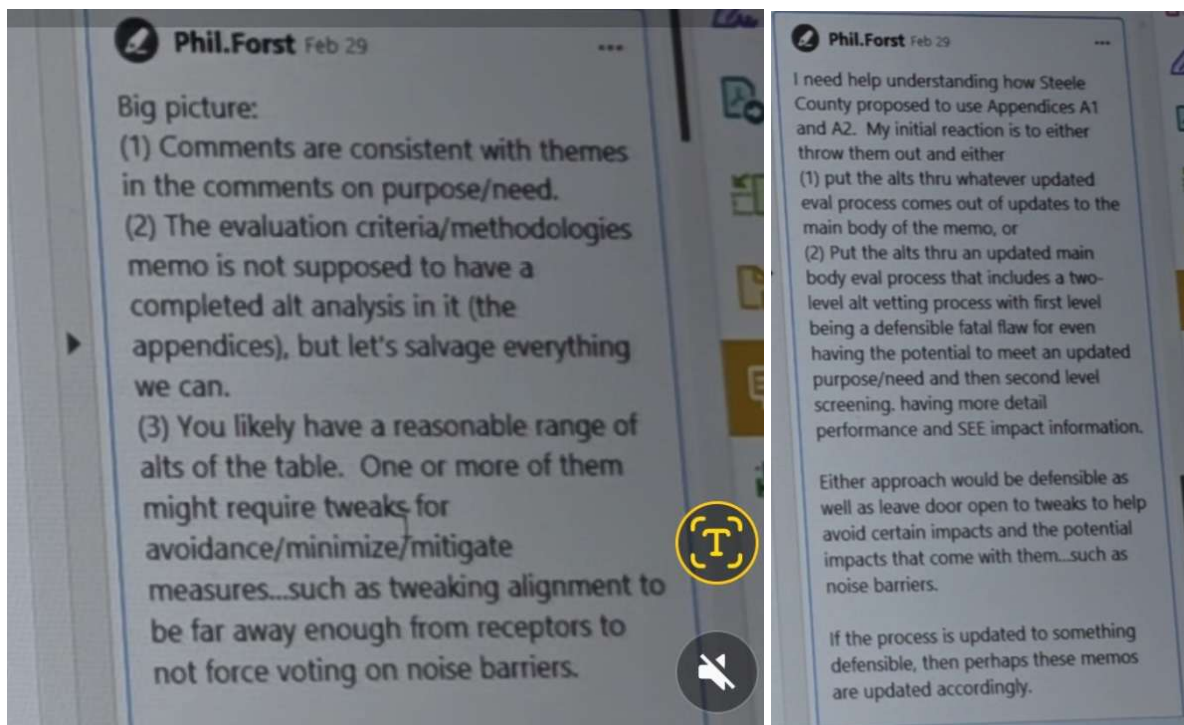 Phil.Forst Feb 29
Big picture:
(1) Comments are consistent with themes
in the comments on purpose/need.
(2) The evaluation criteria/methodologies
memo is not supposed to have a
completed alt analysis in it (the
appendices), but let's salvage everything
we can.
(3) You likely have a reasonable range of
alts of the table. One or more of them
might require tweaks for
avoidance/minimize/mitigate
measures...such as tweaking alignment to
be far away enough from receptors to
not force voting on noise barriers.
T
Phil.Forst Feb 29
I need help understanding how Steele
County proposed to use Appendices A1
and A2. My initial reaction is to either
throw them out and either
(1) put the alts thru whatever updated
eval process comes out of updates to the
main body of the memo, or
(2) Put the alts thru an updated main
body eval process that includes a two-
level alt vetting process with first level
being a defensible fatal flaw for even
having the potential to meet an updated
purpose/need and then second level
screening. having more detail
performance and SEE impact information.
Either approach would be defensible as
well as leave door open to tweaks to help
avoid certain impacts and the potential
impacts that come with them...such as
noise barriers.
If the process is updated to something
defensible, then perhaps these memos
are updated accordingly.